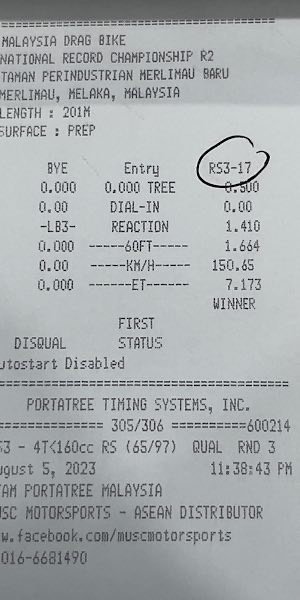 MALAYSIA DRAG BIKE
NATIONAL RECORD CHAMPIONSHIP R2
TAMAN PERINDUSTRIAN MERLIMAU BARU
MERLIMAU, MELAKA, MALAYSIA
LENGTH : 201M
SURFACE : PREP
BYE Entry RS3-17
0.000 0.000 TREE 0.500
0.00 DIAL-IN 0.00
-LB3- REACTION 1.410
0.000 -----60FT------ 1.664
0.00 -----KM/H------ 150.65
0.000 ------ET------- 7.173
WINNER
FIRST
DISQUAL STATUS
utostart Disabled
PORTATREE TIMING SYSTEMS, INC.
============== 305/306 ==========600214
S3 - 4T<160cc RS (65/97) QUAL RND 3
ugust 5, 2023 11:38:43 PM
AM PORTATREE MALAYSIA
USC MOTORSPORTS - ASEAN DISTRIBUTOR
w.facebook.com/muscmotorsports
016-6681490